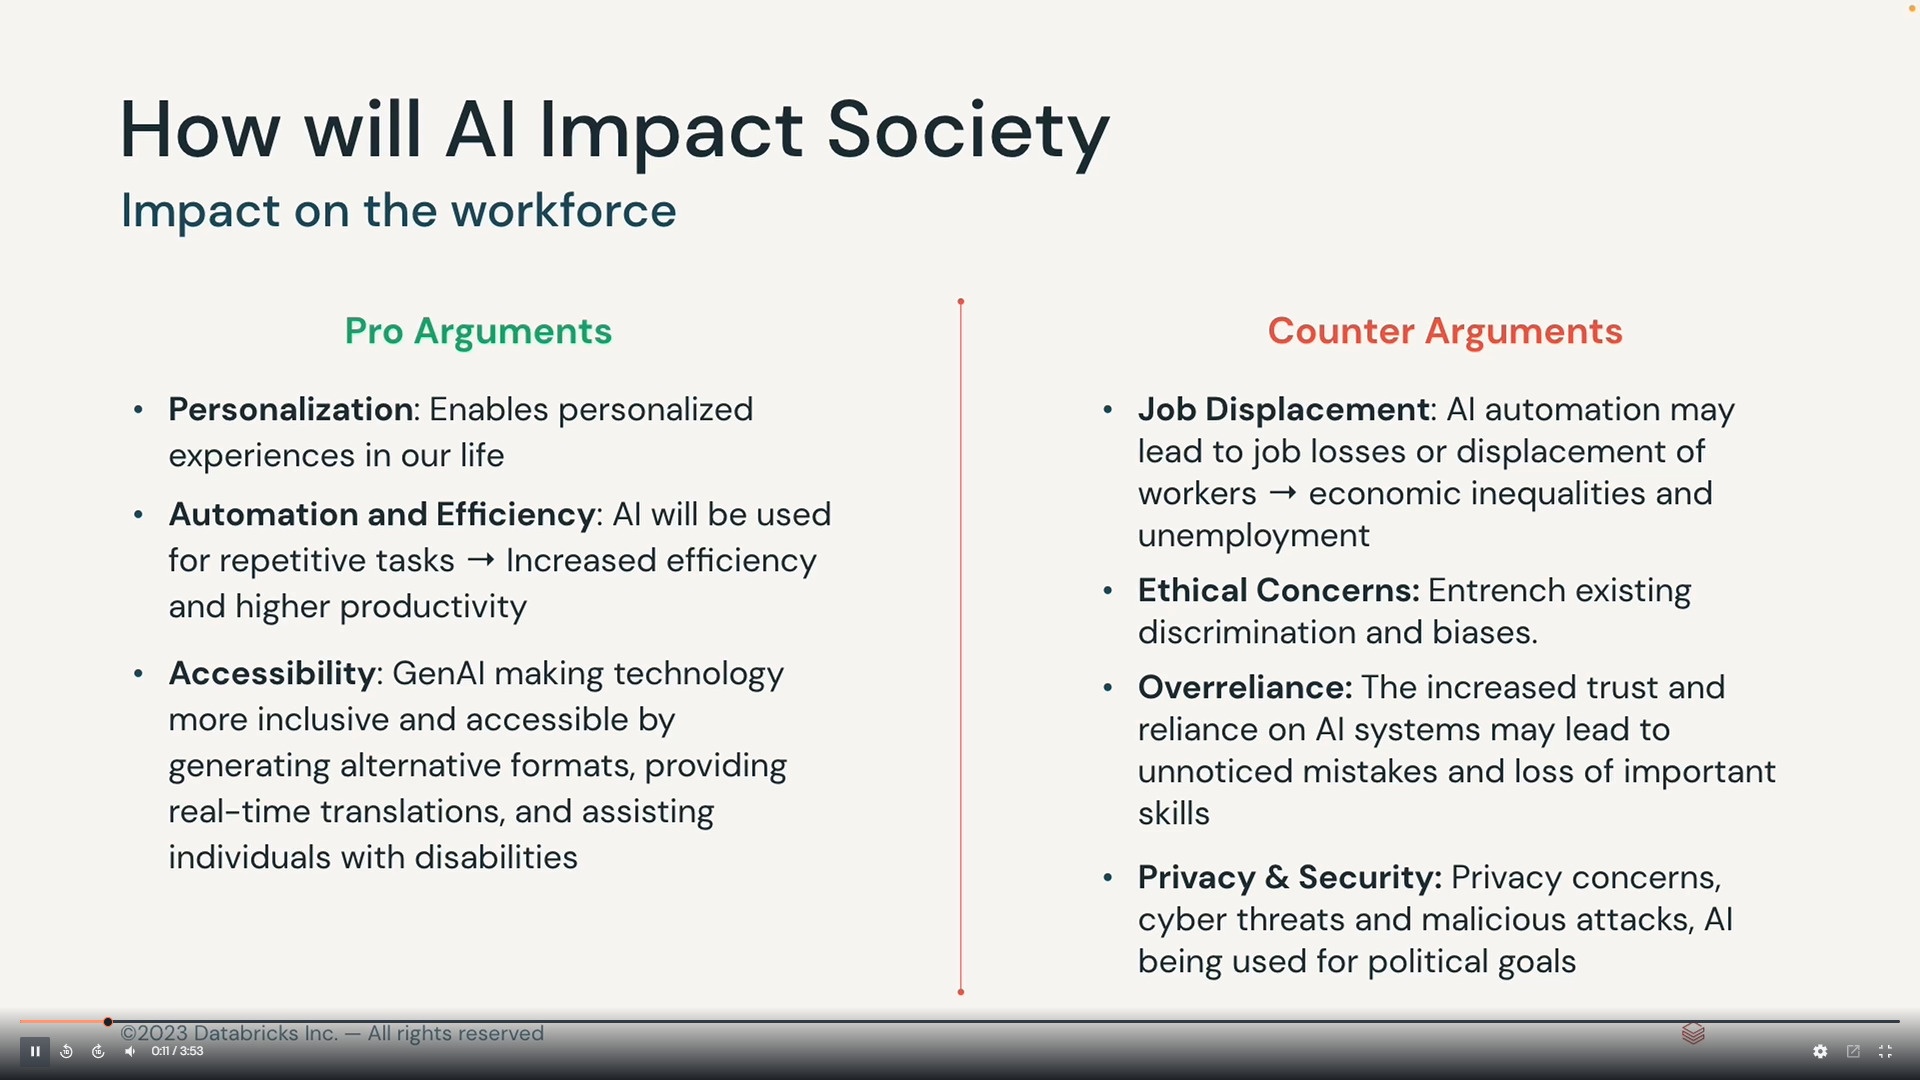 How will AI Impact Society
Impact on the workforce
Pro Arguments
• Personalization: Enables personalized
experiences in our life
• Automation and Efficiency: AI will be used
for repetitive tasks → Increased efficiency
and higher productivity
• Accessibility: GenAI making technology
more inclusive and accessible by
generating alternative formats, providing
real-time translations, and assisting
individuals with disabilities
Counter Arguments
• Job Displacement: AI automation may
lead to job losses or displacement of
workers → economic inequalities and
unemployment
• Ethical Concerns: Entrench existing
discrimination and biases.
• Overreliance: The increased trust and
reliance on AI systems may lead to
unnoticed mistakes and loss of important
skills
• Privacy & Security: Privacy concerns,
cyber threats and malicious attacks, AI
being used for political goals
©2023 Databricks Inc. — All rights reserved
0:11 / 3:53